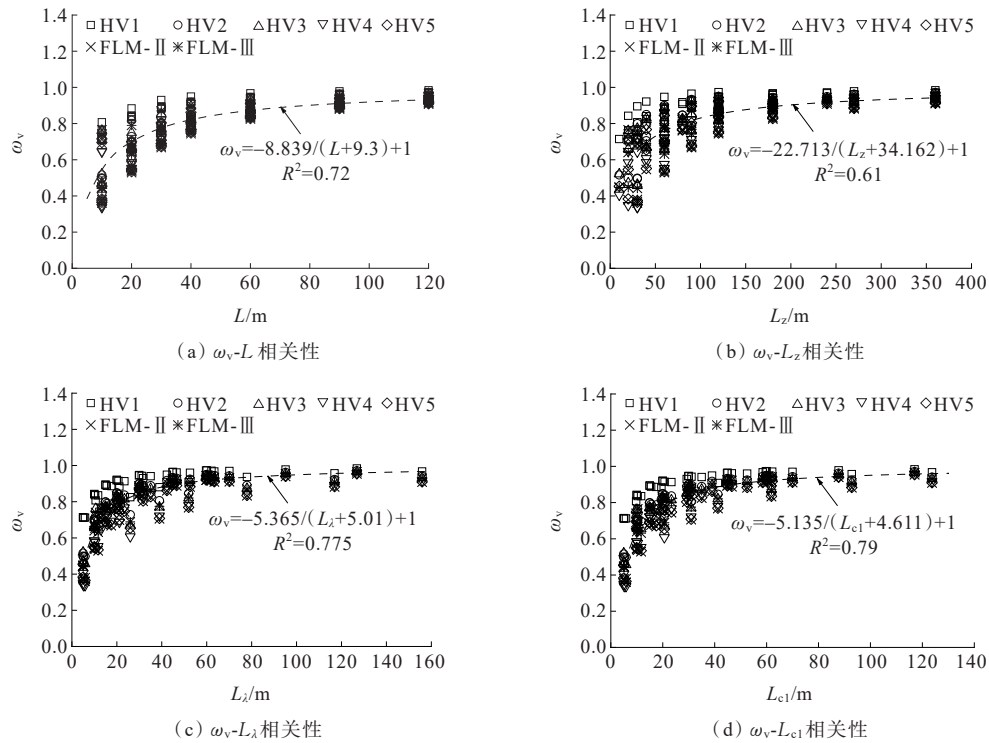 1.4
1.2
1.0
0.8
0.6
0.4
0.2
0.0
□HV1 ○HV2 △HV3 ▽HV4 ◇HV5
×FLM-Ⅱ ✳FLM-Ⅲ
ωv
ωv=–8.839/(L+9.3)+1
R²=0.72
0 20 40 60 80 100 120
L/m
(a) ωv-L 相关性
1.4
1.2
1.0
0.8
0.6
0.4
0.2
0.0
□HV1 ○HV2 △HV3 ▽HV4 ◇HV5
×FLM-Ⅱ ✳FLM-Ⅲ
ωv
ωv=–22.713/(Lz+34.162)+1
R²=0.61
0 50 100 150 200 250 300 350 400
Lz/m
(b) ωv-Lz相关性
1.4
1.2
1.0
0.8
0.6
0.4
0.2
0.0
□HV1 ○HV2 △HV3 ▽HV4 ◇HV5
×FLM-Ⅱ ✳FLM-Ⅲ
ωv
ωv=–5.365/(Lλ+5.01)+1
R²=0.775
0 20 40 60 80 100 120 140 160
Lλ/m
(c) ωv-Lλ相关性
1.4
1.2
1.0
0.8
0.6
0.4
0.2
0.0
□HV1 ○HV2 △HV3 ▽HV4 ◇HV5
×FLM-Ⅱ ✳FLM-Ⅲ
ωv
ωv=–5.135/(Lc1+4.611)+1
R²=0.79
0 20 40 60 80 100 120 140
Lc1/m
(d) ωv-Lc1相关性